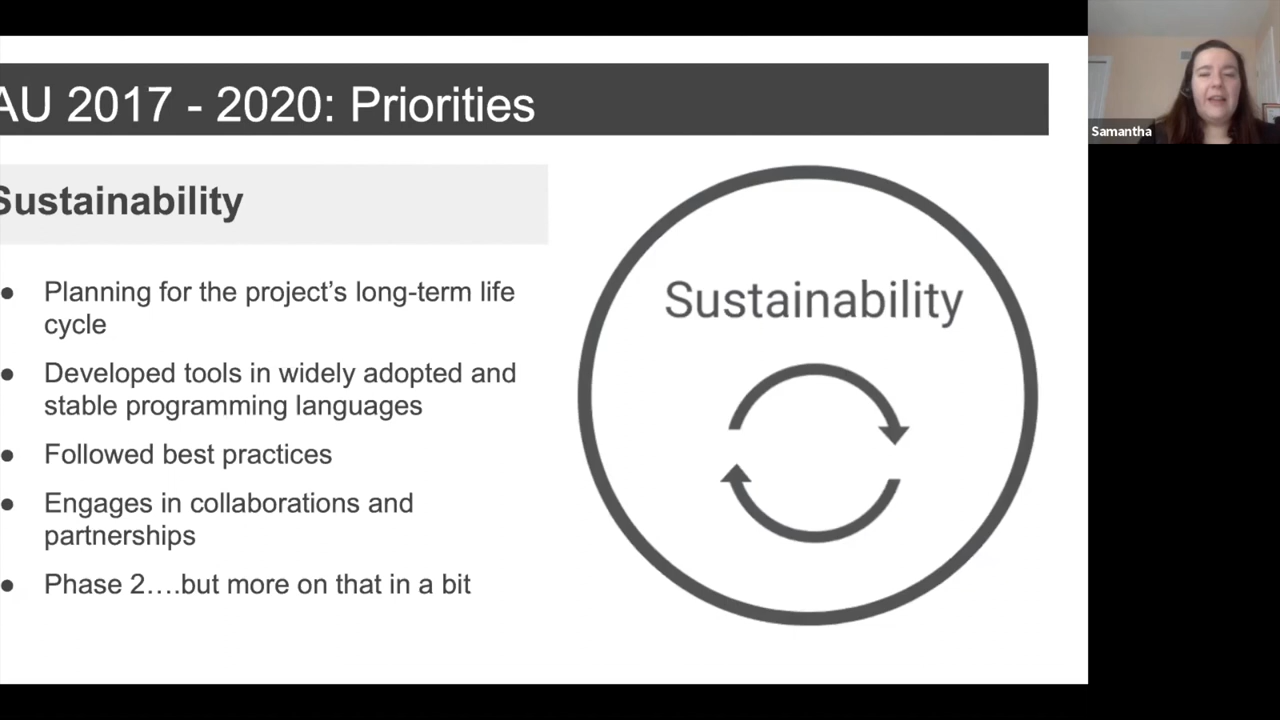 AU 2017 - 2020: Priorities
Sustainability
● Planning for the project’s long-term life
cycle
● Developed tools in widely adopted and
stable programming languages
● Followed best practices
● Engages in collaborations and
partnerships
● Phase 2….but more on that in a bit
Sustainability
Samantha